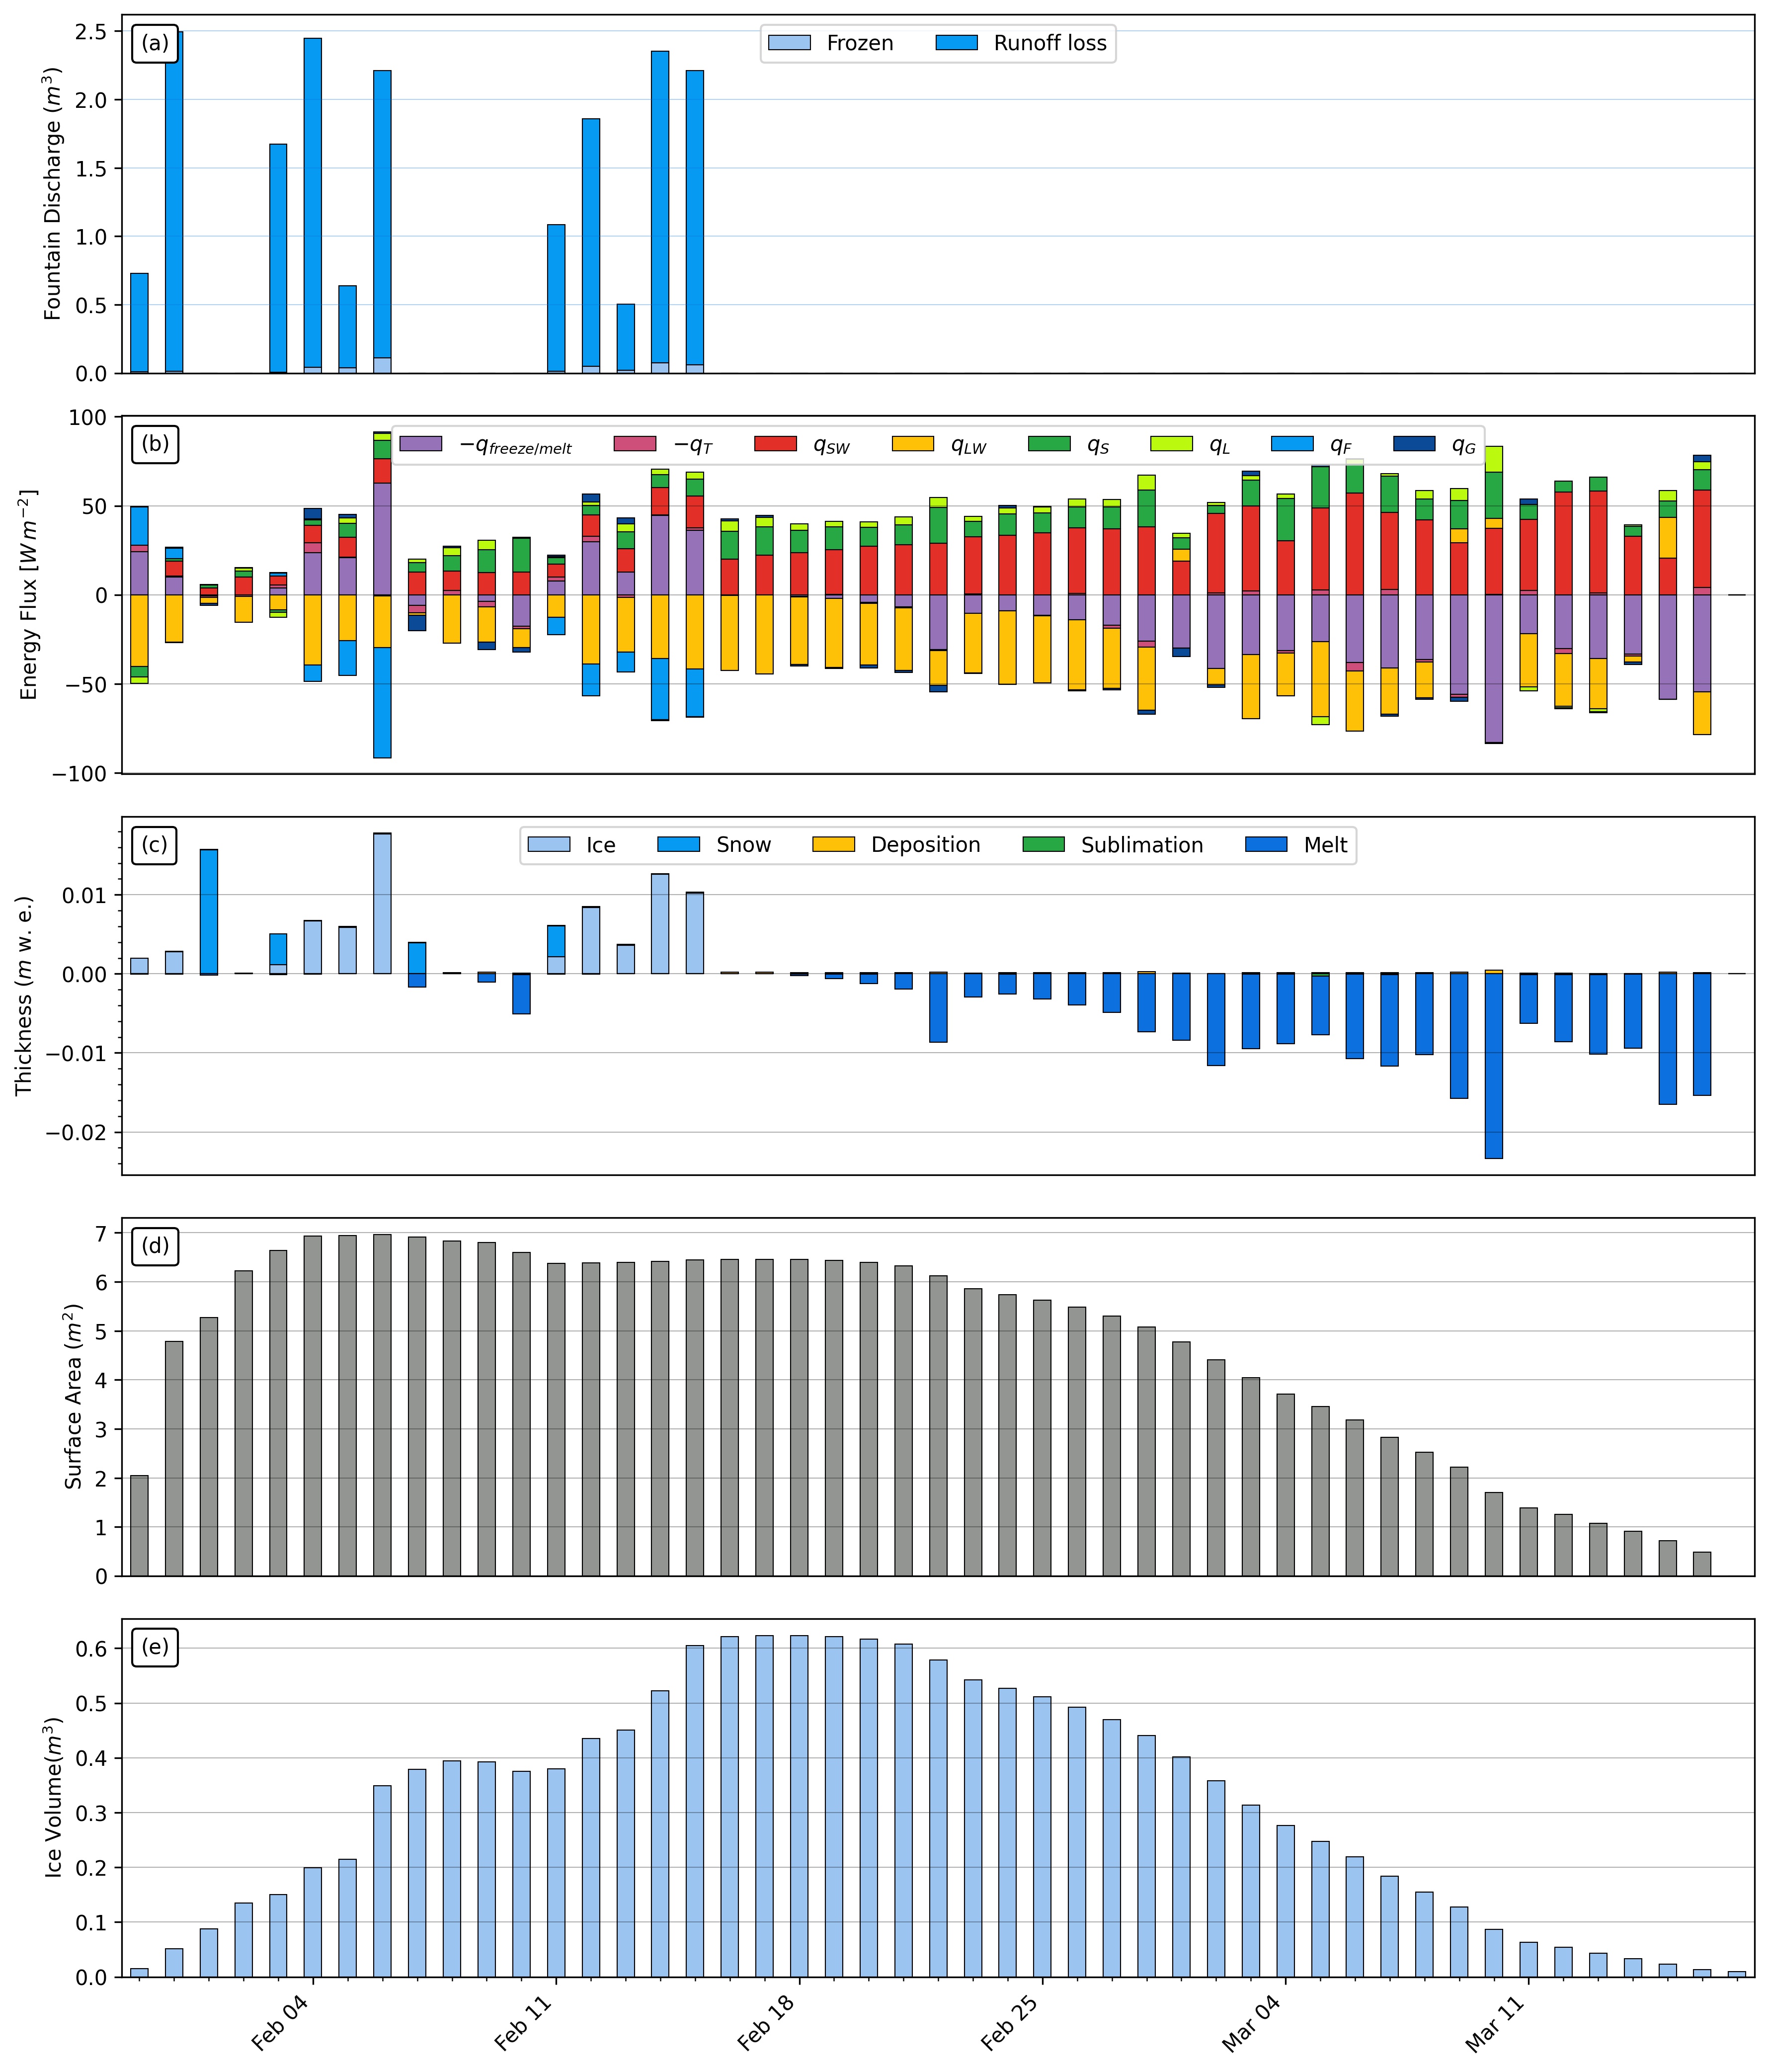 (a)
Frozen Runoff loss
Fountain Discharge (m³)
2.5
2.0
1.5
1.0
0.5
0.0
(b)
−q_freeze/melt −q_T q_SW q_LW q_S q_L q_F q_G
Energy Flux [W m⁻²]
100
50
0
−50
−100
(c)
Ice Snow Deposition Sublimation Melt
Thickness (m w. e.)
0.01
0.00
−0.01
−0.02
(d)
Surface Area (m²)
7
6
5
4
3
2
1
0
(e)
Ice Volume(m³)
0.6
0.5
0.4
0.3
0.2
0.1
0.0
Feb 04
Feb 11
Feb 18
Feb 25
Mar 04
Mar 11